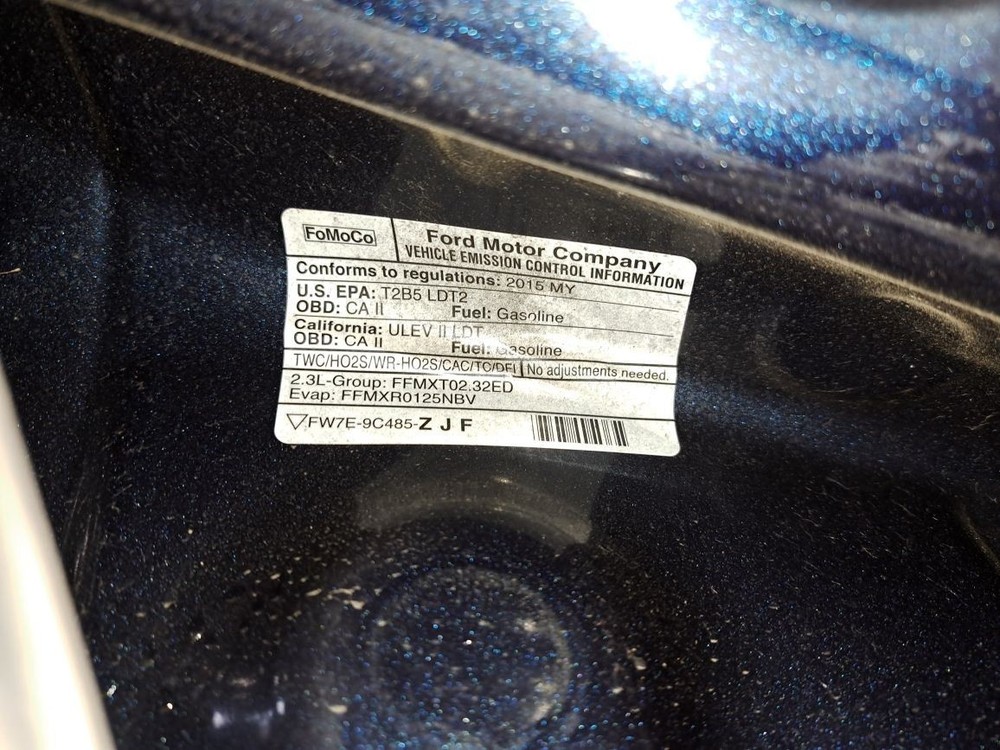 FoMoCo
Ford Motor Company
VEHICLE EMISSION CONTROL INFORMATION
Conforms to regulations: 2015 MY
U.S. EPA: T2B5 LDT2
OBD: CA II Fuel: Gasoline
California: ULEV II LDT
OBD: CA II Fuel: Gasoline
TWC/HO2S/WR-HO2S/CAC/TC/DFI No adjustments needed.
2.3L-Group: FFMXT02.32ED
Evap: FFMXR0125NBV
FW7E-9C485-Z J F